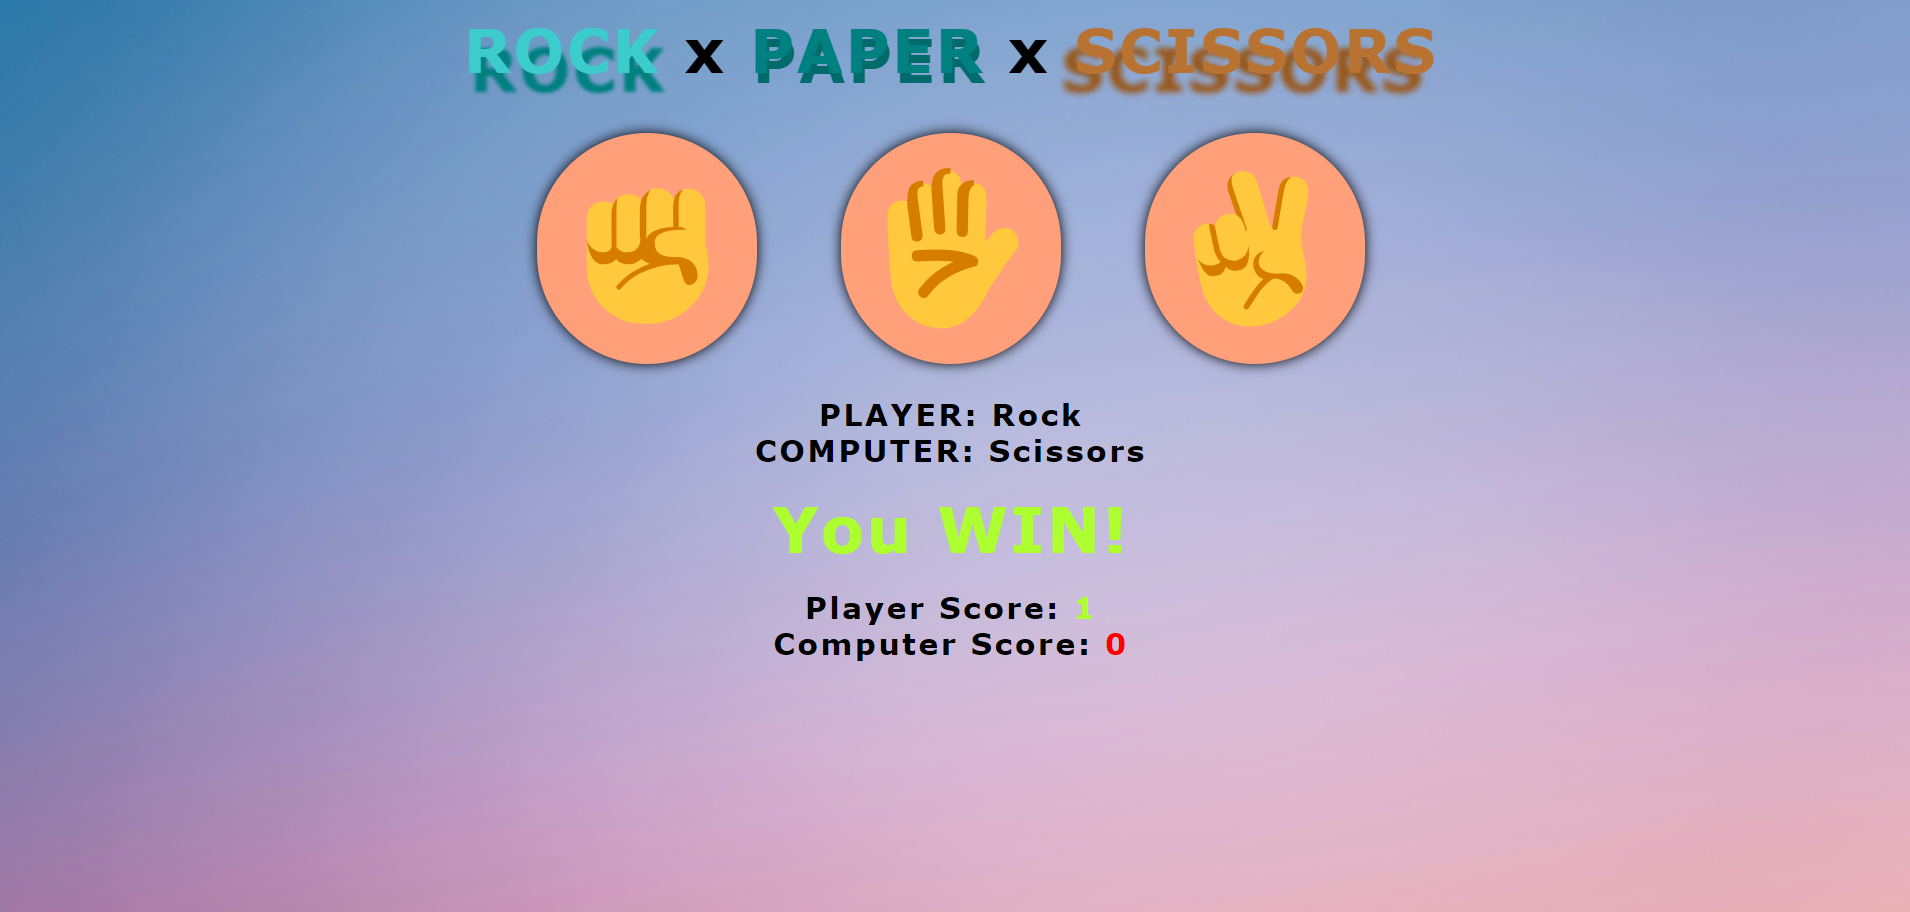 ROCK x PAPER x SCISSORS
PLAYER: Rock
COMPUTER: Scissors
You WIN!
Player Score: 1
Computer Score: 0